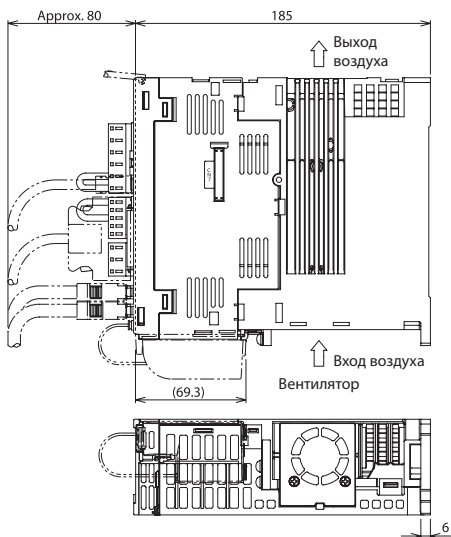 Approx. 80
185
Выход
воздуха
Вход воздуха
Вентилятор
(69.3)
6